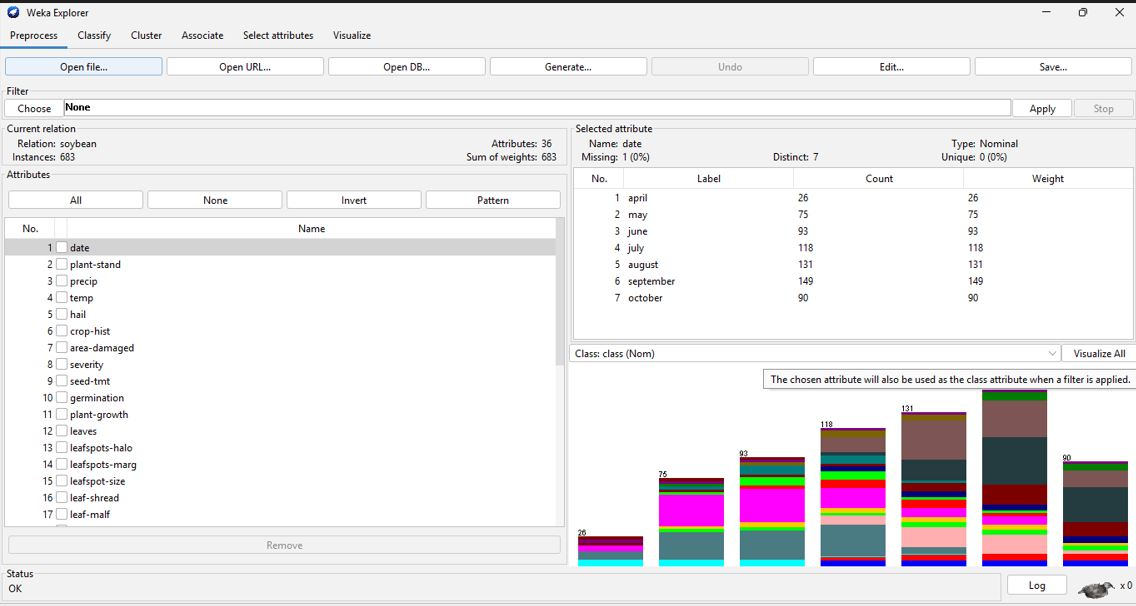 Weka Explorer
Preprocess Classify Cluster Associate Select attributes Visualize
Open file... Open URL... Open DB... Generate... Undo Edit... Save...
Filter
Choose None Apply Stop
Current relation
Relation: soybean Attributes: 36
Instances: 683 Sum of weights: 683
Attributes
All None Invert Pattern
No. Name
1 date
2 plant-stand
3 precip
4 temp
5 hail
6 crop-hist
7 area-damaged
8 severity
9 seed-tmt
10 germination
11 plant-growth
12 leaves
13 leafspots-halo
14 leafspots-marg
15 leafspot-size
16 leaf-shread
17 leaf-malf
Remove
Selected attribute
Name: date Type: Nominal
Missing: 1 (0%) Distinct: 7 Unique: 0 (0%)
No. Label Count Weight
1 april 26 26
2 may 75 75
3 june 93 93
4 july 118 118
5 august 131 131
6 september 149 149
7 october 90 90
Class: class (Nom) Visualize All
The chosen attribute will also be used as the class attribute when a filter is applied.
26 75 93 118 131 90
Status
OK
Log x 0